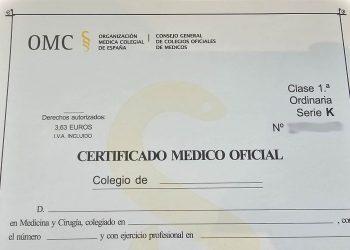 OMC
ORGANIZACIÓN
MÉDICA COLEGIAL
DE ESPAÑA
CONSEJO GENERAL
DE COLEGIOS OFICIALES
DE MÉDICOS
Clase 1.ª
Ordinaria
Serie K
Nº
Derechos autorizados:
3,63 EUROS
I.V.A. INCLUIDO
CERTIFICADO MEDICO OFICIAL
Colegio de
D.
en Medicina y Cirugía, colegiado en , con
el número y con ejercicio profesional en